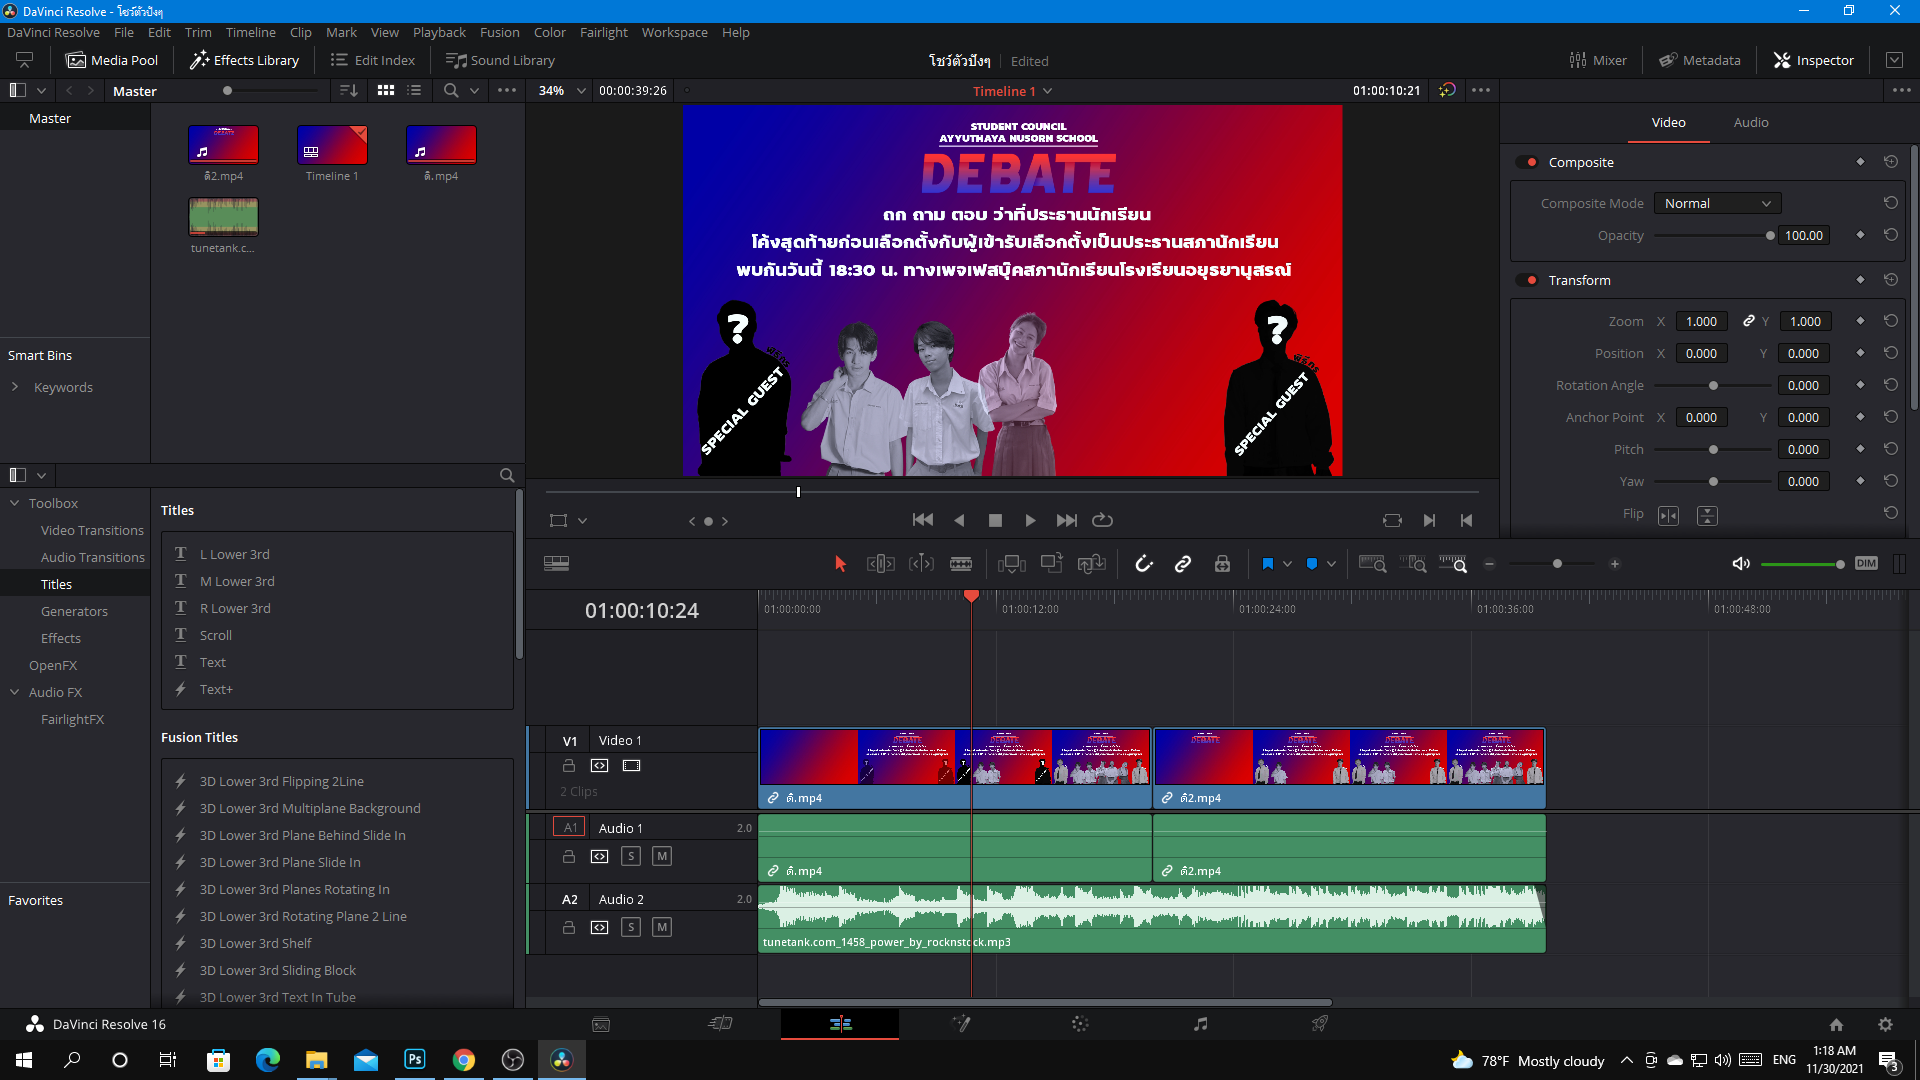 DaVinci Resolve - โชว์ตัวปังๆ
DaVinci Resolve File Edit Trim Timeline Clip Mark View Playback Fusion Color Fairlight Workspace Help
Media Pool Effects Library Edit Index Sound Library
โชว์ตัวปังๆ Edited
Mixer Metadata Inspector
Master
34% 00:00:39:26
Timeline 1
01:00:10:21
Master
ดิ2.mp4
Timeline 1
ดิ.mp4
tunetank.c...
Smart Bins
Keywords
STUDENT COUNCIL
AYYUTHAYA NUSORN SCHOOL
DEBATE
ถก ถาม ตอบ ว่าที่ประธานนักเรียน
โค้งสุดท้ายก่อนเลือกตั้งกับผู้เข้ารับเลือกตั้งเป็นประธานสภานักเรียน
พบกันวันนี้ 18:30 น. ทางเพจเฟสบุ๊คสภานักเรียนโรงเรียนอยุธยานุสรณ์
?
พิธีกร
SPECIAL GUEST
?
พิธีกร
SPECIAL GUEST
Video Audio
Composite
Composite Mode Normal
Opacity 100.00
Transform
Zoom X 1.000 Y 1.000
Position X 0.000 Y 0.000
Rotation Angle 0.000
Anchor Point X 0.000 Y 0.000
Pitch 0.000
Yaw 0.000
Flip
Toolbox
Video Transitions
Audio Transitions
Titles
Generators
Effects
OpenFX
Audio FX
FairlightFX
Favorites
Titles
L Lower 3rd
M Lower 3rd
R Lower 3rd
Scroll
Text
Text+
Fusion Titles
3D Lower 3rd Flipping 2Line
3D Lower 3rd Multiplane Background
3D Lower 3rd Plane Behind Slide In
3D Lower 3rd Plane Slide In
3D Lower 3rd Planes Rotating In
3D Lower 3rd Rotating Plane 2 Line
3D Lower 3rd Shelf
3D Lower 3rd Sliding Block
3D Lower 3rd Text In Tube
DIM
01:00:10:24
01:00:00:00 01:00:12:00 01:00:24:00 01:00:36:00 01:00:48:00
V1 Video 1
2 Clips
ดิ.mp4
ดิ2.mp4
A1 Audio 1 2.0
S M
ดิ.mp4
ดิ2.mp4
A2 Audio 2 2.0
S M
tunetank.com_1458_power_by_rocknstock.mp3
DaVinci Resolve 16
Ps
78°F Mostly cloudy
ENG
1:18 AM
11/30/2021
3